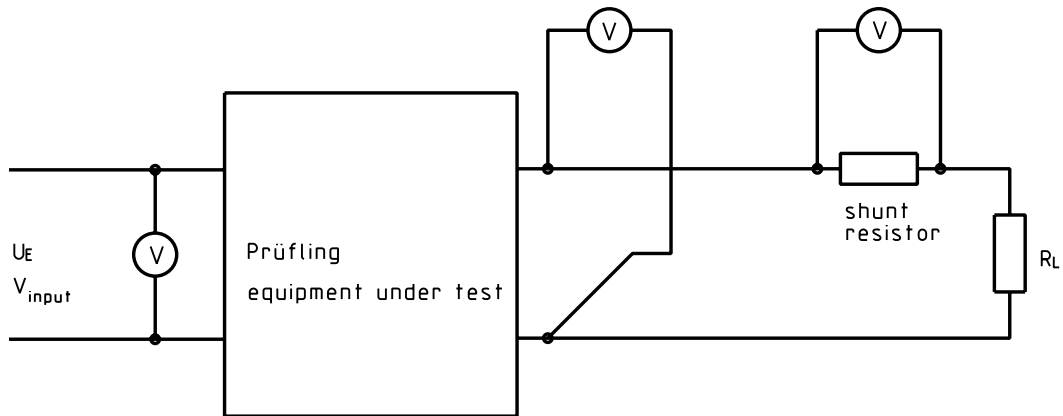 V
V
UE
Vinput
V
Prüfling
equipment under test
shunt
resistor
RL